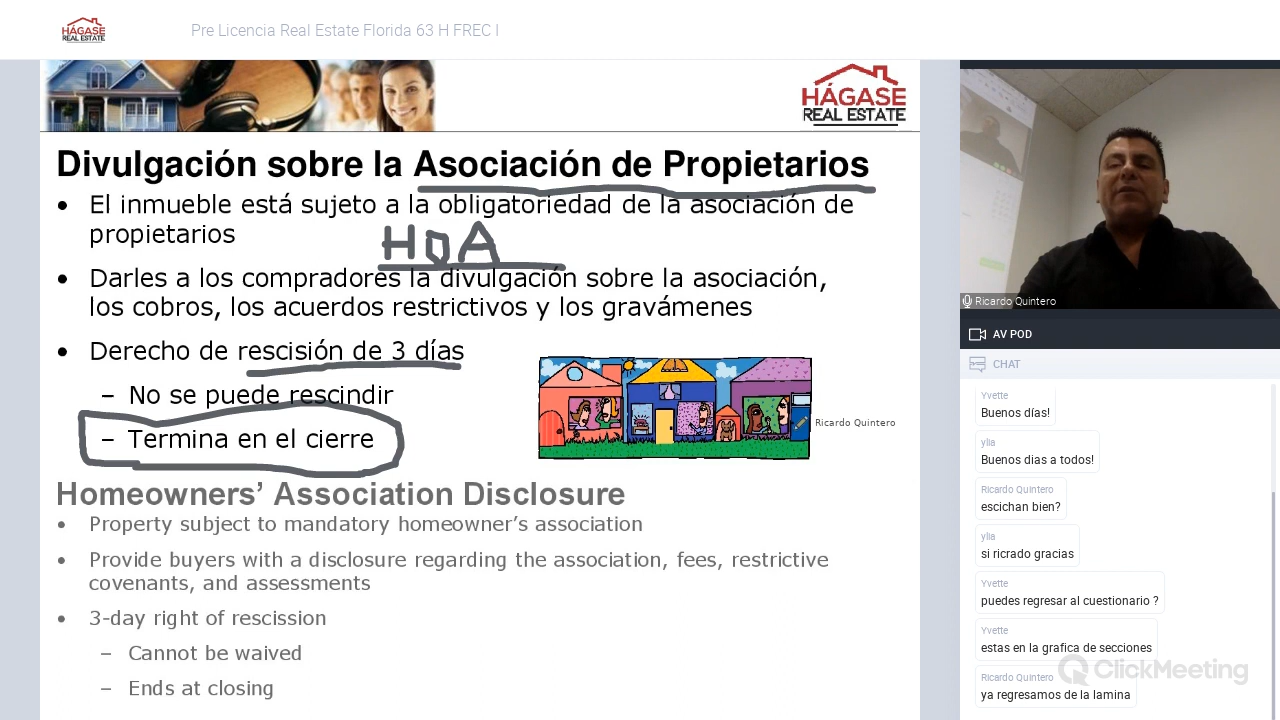 HÁGASE
REAL ESTATE
Pre Licencia Real Estate Florida 63 H FREC I
HÁGASE
REAL ESTATE
Divulgación sobre la Asociación de Propietarios
• El inmueble está sujeto a la obligatoriedad de la asociación de
propietarios
HOA
• Darles a los compradores la divulgación sobre la asociación,
los cobros, los acuerdos restrictivos y los gravámenes
• Derecho de rescisión de 3 días
– No se puede rescindir
– Termina en el cierre
Ricardo Quintero
Homeowners’ Association Disclosure
• Property subject to mandatory homeowner’s association
• Provide buyers with a disclosure regarding the association, fees, restrictive
covenants, and assessments
• 3-day right of rescission
– Cannot be waived
– Ends at closing
Ricardo Quintero
AV POD
CHAT
Yvette
Buenos días!
ylia
Buenos dias a todos!
Ricardo Quintero
escichan bien?
ylia
si ricrado gracias
Yvette
puedes regresar al cuestionario ?
Yvette
estas en la grafica de secciones
Ricardo Quintero
ya regresamos de la lamina
ClickMeeting